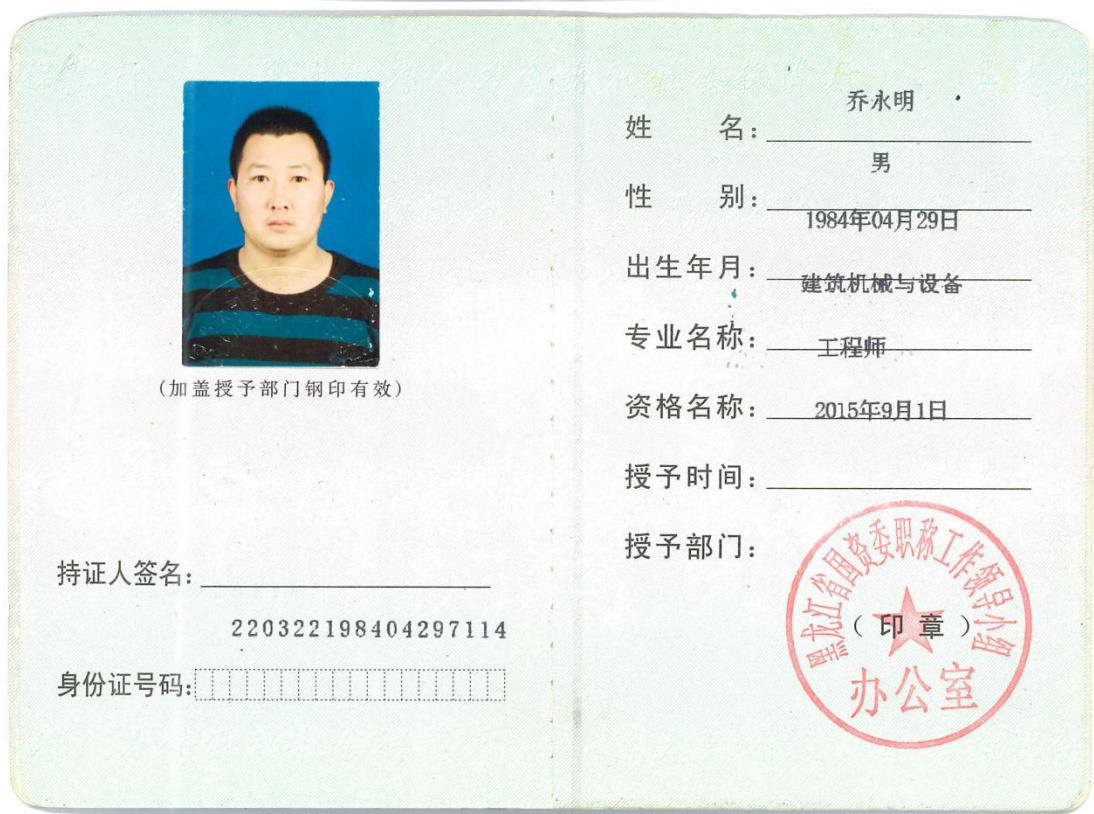 (加盖授予部门钢印有效)
持证人签名:
220322198404297114
身份证号码:
乔永明
姓 名:
男
性 别:
1984年04月29日
出生年月:
建筑机械与设备
专业名称:
工程师
资格名称:
2015年9月1日
授予时间:
授予部门:
黑龙江省国资委职称工作领导小组
(印章)
办公室